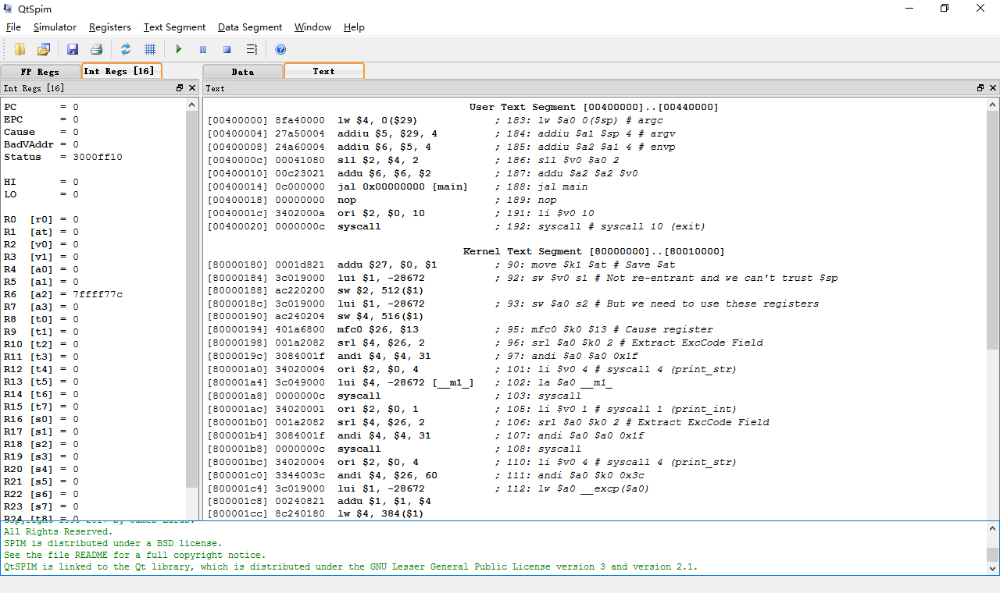 QtSpim
File Simulator Registers Text Segment Data Segment Window Help
FP Regs Int Regs [16] Data Text
Int Regs [16]
PC = 0
EPC = 0
Cause = 0
BadVAddr = 0
Status = 3000ff10
HI = 0
LO = 0
R0 [r0] = 0
R1 [at] = 0
R2 [v0] = 0
R3 [v1] = 0
R4 [a0] = 0
R5 [a1] = 0
R6 [a2] = 7ffff77c
R7 [a3] = 0
R8 [t0] = 0
R9 [t1] = 0
R10 [t2] = 0
R11 [t3] = 0
R12 [t4] = 0
R13 [t5] = 0
R14 [t6] = 0
R15 [t7] = 0
R16 [s0] = 0
R17 [s1] = 0
R18 [s2] = 0
R19 [s3] = 0
R20 [s4] = 0
R21 [s5] = 0
R22 [s6] = 0
R23 [s7] = 0
R24 [t8] = 0
Text
User Text Segment [00400000]..[00440000]
[00400000] 8fa40000 lw $4, 0($29) ; 183: lw $a0 0($sp) # argc
[00400004] 27a50004 addiu $5, $29, 4 ; 184: addiu $a1 $sp 4 # argv
[00400008] 24a60004 addiu $6, $5, 4 ; 185: addiu $a2 $a1 4 # envp
[0040000c] 00041080 sll $2, $4, 2 ; 186: sll $v0 $a0 2
[00400010] 00c23021 addu $6, $6, $2 ; 187: addu $a2 $a2 $v0
[00400014] 0c000000 jal 0x00000000 [main] ; 188: jal main
[00400018] 00000000 nop ; 189: nop
[0040001c] 3402000a ori $2, $0, 10 ; 191: li $v0 10
[00400020] 0000000c syscall ; 192: syscall # syscall 10 (exit)
Kernel Text Segment [80000000]..[80010000]
[80000180] 0001d821 addu $27, $0, $1 ; 90: move $k1 $at # Save $at
[80000184] 3c019000 lui $1, -28672 ; 92: sw $v0 s1 # Not re-entrant and we can't trust $sp
[80000188] ac220200 sw $2, 512($1)
[8000018c] 3c019000 lui $1, -28672 ; 93: sw $a0 s2 # But we need to use these registers
[80000190] ac240204 sw $4, 516($1)
[80000194] 401a6800 mfc0 $26, $13 ; 95: mfc0 $k0 $13 # Cause register
[80000198] 001a2082 srl $4, $26, 2 ; 96: srl $a0 $k0 2 # Extract ExcCode Field
[8000019c] 3084001f andi $4, $4, 31 ; 97: andi $a0 $a0 0x1f
[800001a0] 34020004 ori $2, $0, 4 ; 101: li $v0 4 # syscall 4 (print_str)
[800001a4] 3c049000 lui $4, -28672 [__m1_] ; 102: la $a0 __m1_
[800001a8] 0000000c syscall ; 103: syscall
[800001ac] 34020001 ori $2, $0, 1 ; 105: li $v0 1 # syscall 1 (print_int)
[800001b0] 001a2082 srl $4, $26, 2 ; 106: srl $a0 $k0 2 # Extract ExcCode Field
[800001b4] 3084001f andi $4, $4, 31 ; 107: andi $a0 $a0 0x1f
[800001b8] 0000000c syscall ; 108: syscall
[800001bc] 34020004 ori $2, $0, 4 ; 110: li $v0 4 # syscall 4 (print_str)
[800001c0] 3344003c andi $4, $26, 60 ; 111: andi $a0 $k0 0x3c
[800001c4] 3c019000 lui $1, -28672 ; 112: lw $a0 __excp($a0)
[800001c8] 00240821 addu $1, $1, $4
[800001cc] 8c240180 lw $4, 384($1)
All Rights Reserved.
SPIM is distributed under a BSD license.
See the file README for a full copyright notice.
QtSPIM is linked to the Qt library, which is distributed under the GNU Lesser General Public License version 3 and version 2.1.